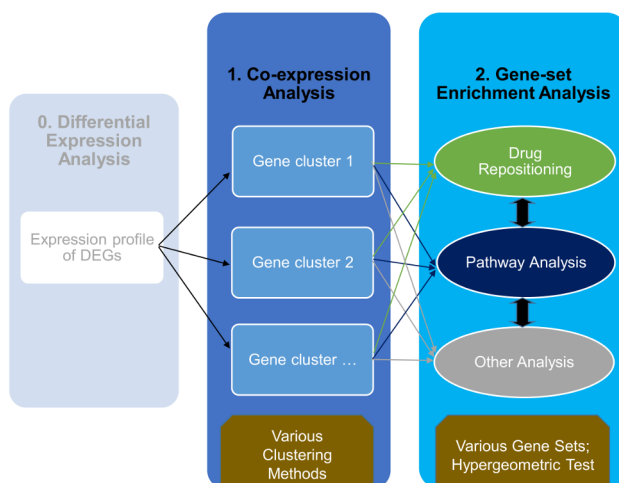 0. Differential
Expression
Analysis
Expression profile
of DEGs
1. Co-expression
Analysis
Gene cluster 1
Gene cluster 2
Gene cluster ...
Various
Clustering
Methods
2. Gene-set
Enrichment Analysis
Drug
Repositioning
Pathway Analysis
Other Analysis
Various Gene Sets;
Hypergeometric Test